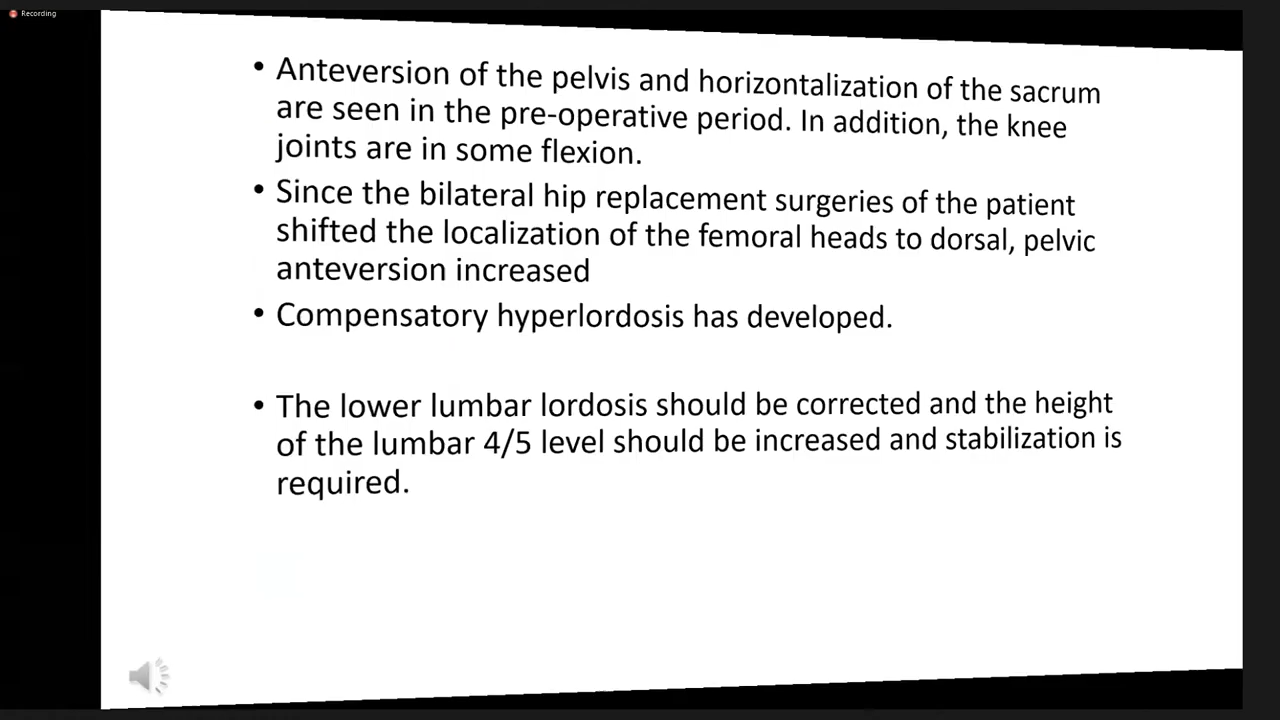 Recording
• Anteversion of the pelvis and horizontalization of the sacrum
are seen in the pre-operative period. In addition, the knee
joints are in some flexion.
• Since the bilateral hip replacement surgeries of the patient
shifted the localization of the femoral heads to dorsal, pelvic
anteversion increased
• Compensatory hyperlordosis has developed.
• The lower lumbar lordosis should be corrected and the height
of the lumbar 4/5 level should be increased and stabilization is
required.